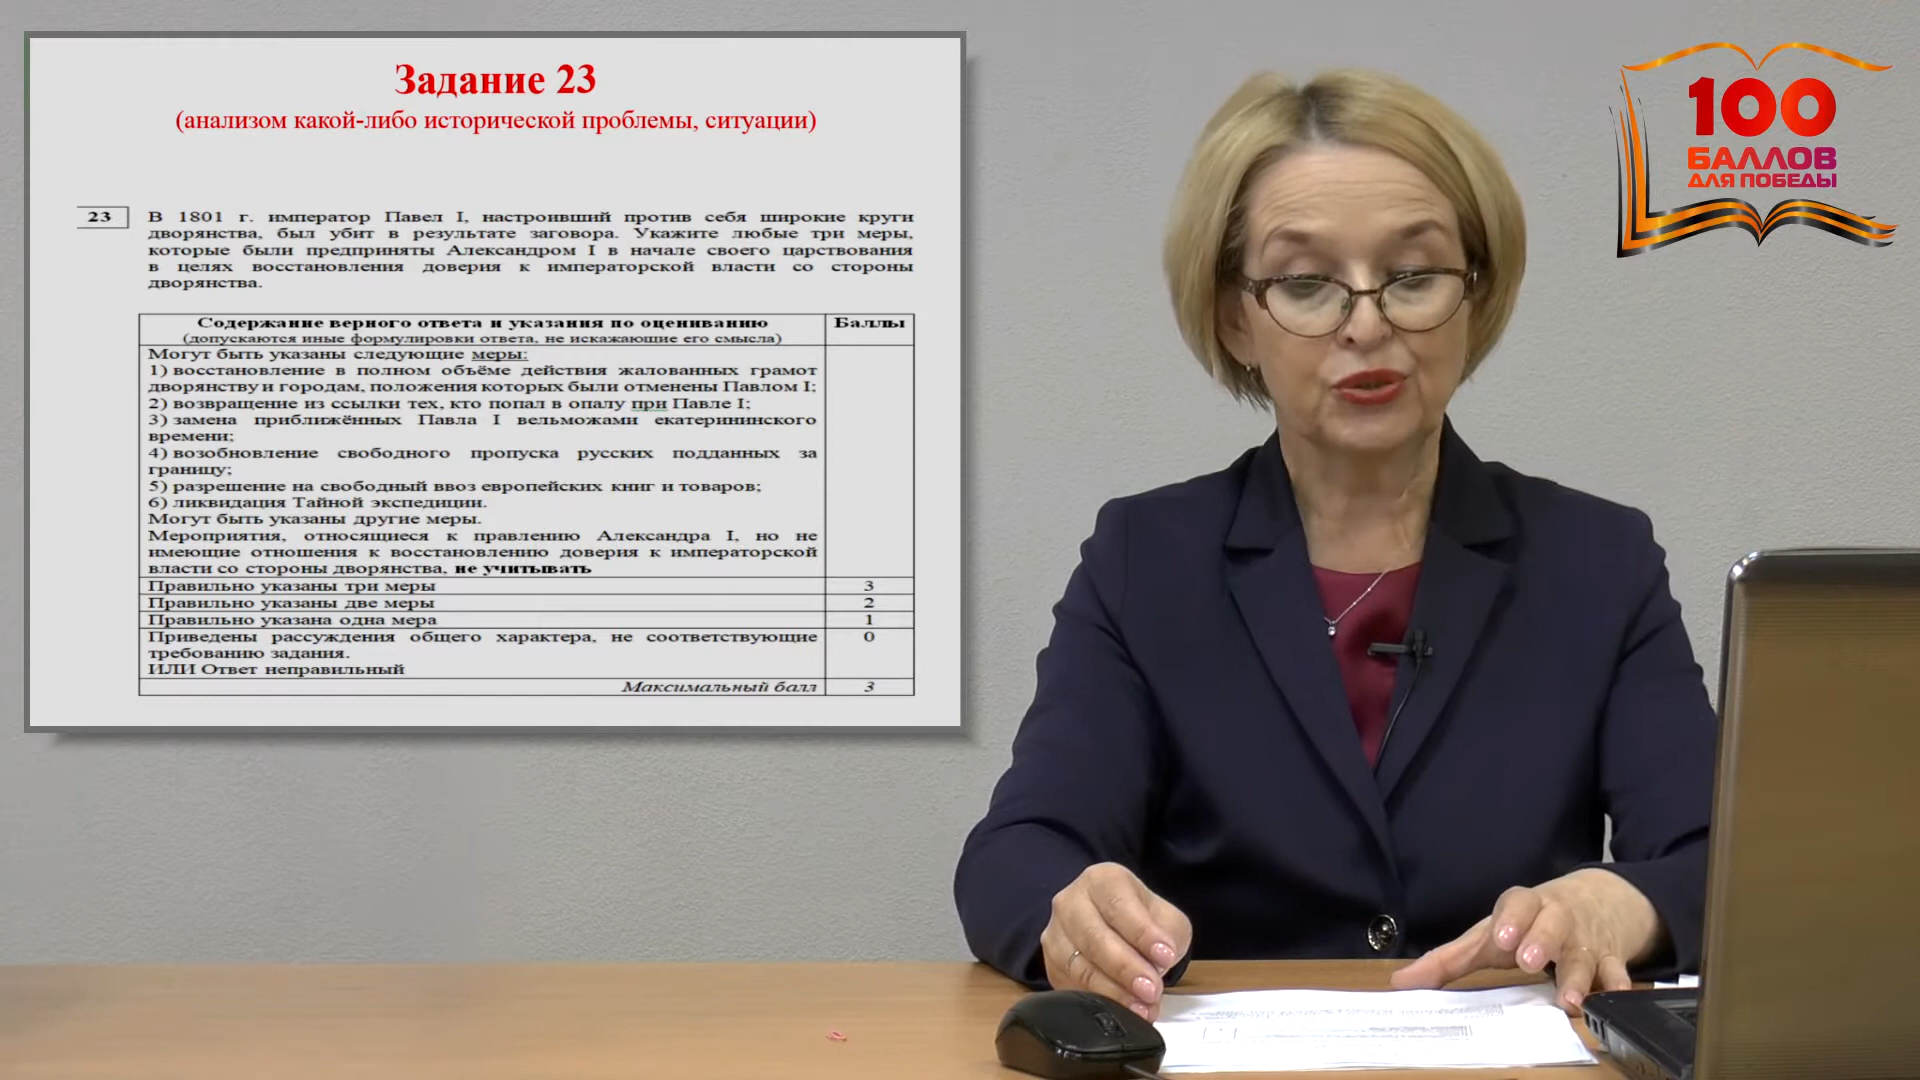 Задание 23
(анализом какой-либо исторической проблемы, ситуации)
23
В 1801 г. император Павел I, настроивший против себя широкие круги
дворянства, был убит в результате заговора. Укажите любые три меры,
которые были предприняты Александром I в начале своего царствования
в целях восстановления доверия к императорской власти со стороны
дворянства.
Содержание верного ответа и указания по оцениванию
(допускаются иные формулировки ответа, не искажающие его смысла)
Баллы
Могут быть указаны следующие меры:
1) восстановление в полном объёме действия жалованных грамот
дворянству и городам, положения которых были отменены Павлом I;
2) возвращение из ссылки тех, кто попал в опалу при Павле I;
3) замена приближённых Павла I вельможами екатерининского
времени;
4) возобновление свободного пропуска русских подданных за
границу;
5) разрешение на свободный ввоз европейских книг и товаров;
6) ликвидация Тайной экспедиции.
Могут быть указаны другие меры.
Мероприятия, относящиеся к правлению Александра I, но не
имеющие отношения к восстановлению доверия к императорской
власти со стороны дворянства, не учитывать
Правильно указаны три меры 3
Правильно указаны две меры 2
Правильно указана одна мера 1
Приведены рассуждения общего характера, не соответствующие 0
требованию задания.
ИЛИ Ответ неправильный
Максимальный балл 3
100
БАЛЛОВ
ДЛЯ ПОБЕДЫ